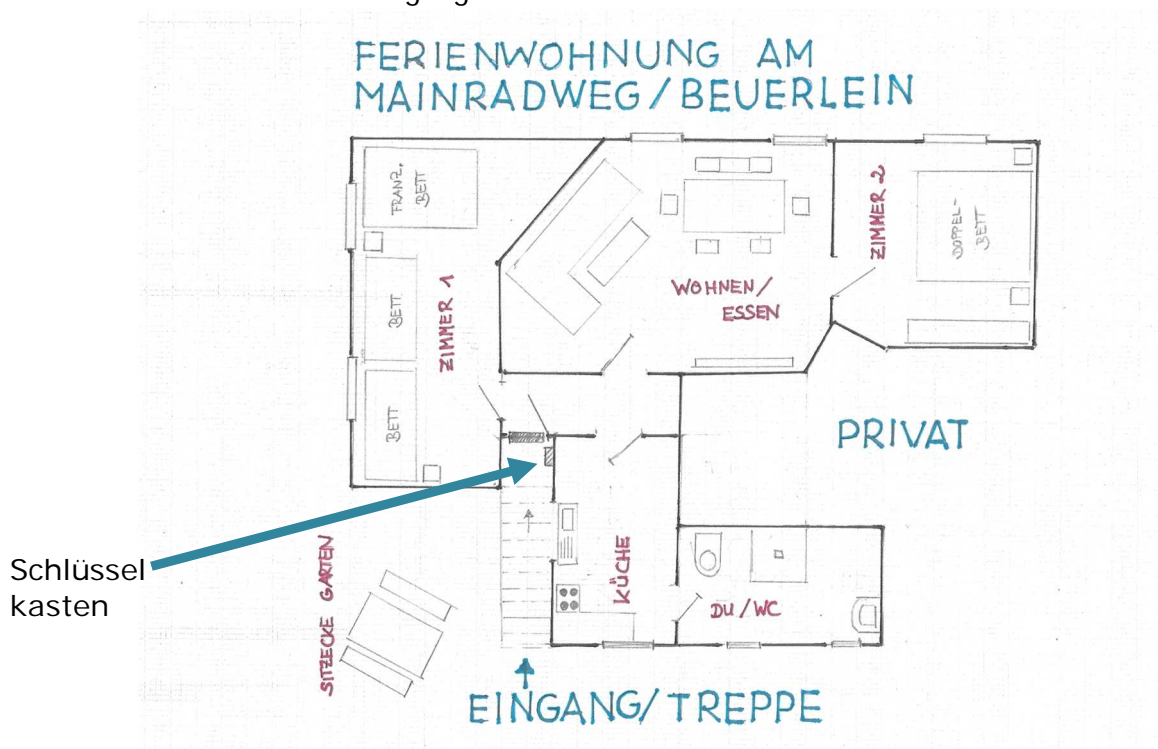 FERIENWOHNUNG AM
MAINRADWEG/BEUERLEIN
FRANZ.
BETT
BETT
BETT
ZIMMER 1
WOHNEN/
ESSEN
ZIMMER 2
DOPPEL-
BETT
PRIVAT
Schlüssel
kasten
SITZECKE GARTEN
KÜCHE
DU/WC
EINGANG/TREPPE